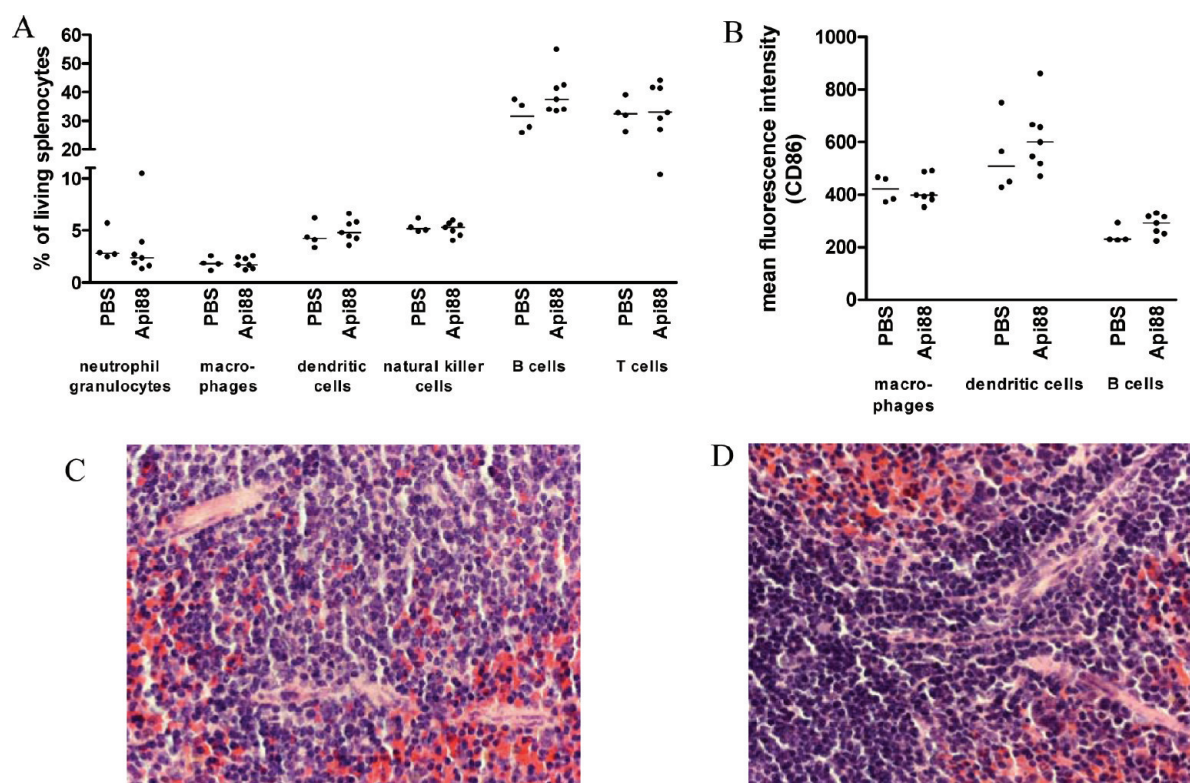 A
% of living splenocytes
60
50
40
30
20
10
5
0
PBS
Api88
PBS
Api88
PBS
Api88
PBS
Api88
PBS
Api88
PBS
Api88
neutrophil
granulocytes
macro-
phages
dendritic
cells
natural killer
cells
B cells
T cells
B
mean fluorescence intensity
(CD86)
1000
800
600
400
200
0
PBS
Api88
PBS
Api88
PBS
Api88
macro-
phages
dendritic cells
B cells
C
D